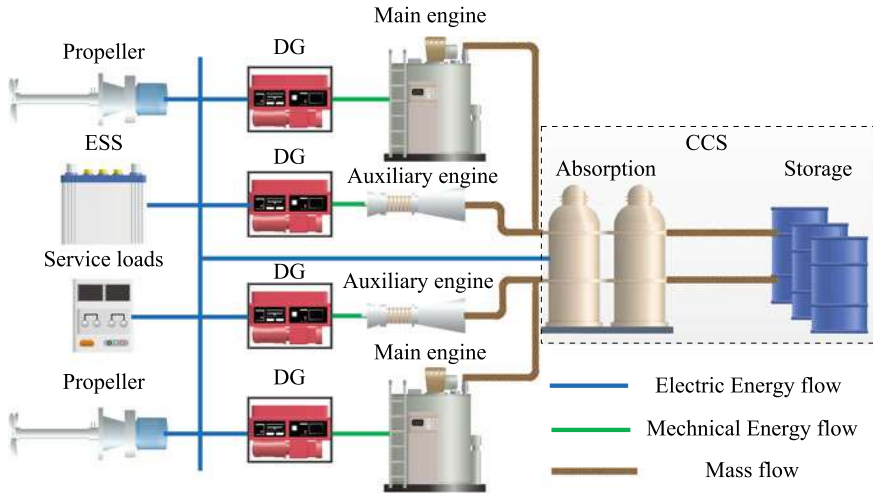 Main engine
Propeller
DG
ESS
DG
Auxiliary engine
CCS
Absorption
Storage
Service loads
DG
Auxiliary engine
Main engine
Propeller
DG
Electric Energy flow
Mechnical Energy flow
Mass flow